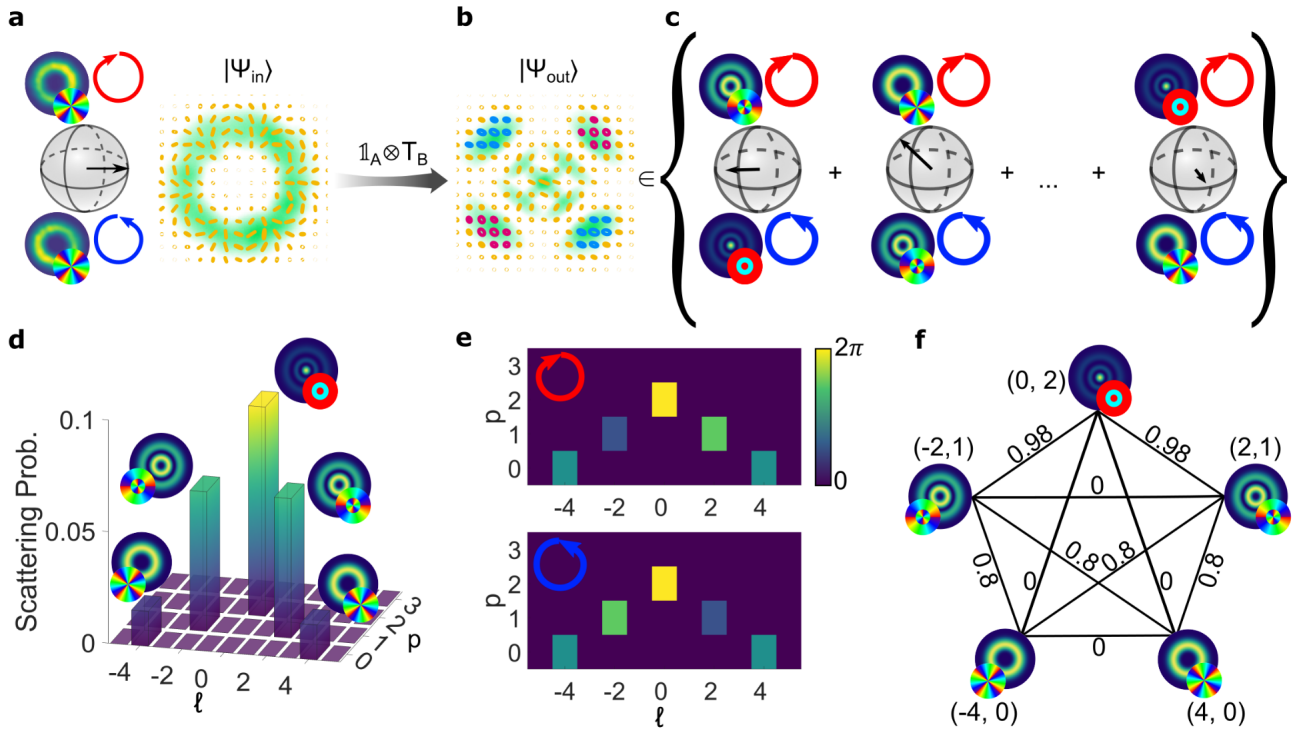 a
|Ψin⟩
𝟙A⊗TB
b
|Ψout⟩
∈
c
+
+
...
+
d
Scattering Prob.
0.1
0.05
0
-4
-2
0
2
4
ℓ
0
1
2
3
p
e
3
2
1
0
p
-4 -2 0 2 4
2π
0
3
2
1
0
p
-4 -2 0 2 4
ℓ
f
(0, 2)
(-2,1)
(2,1)
0.98
0.98
0
0.8
0.8
0.8
0.8
0
0
0
(-4, 0)
(4, 0)